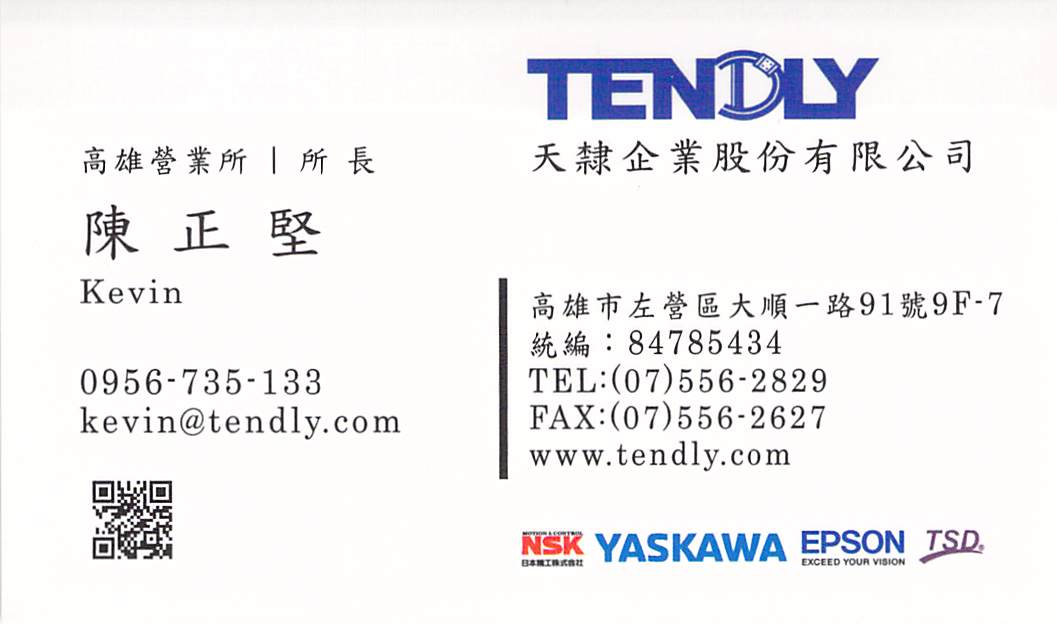 TENDLY
天隸企業股份有限公司
高雄營業所 | 所 長
陳 正 堅
Kevin
0956-735-133
kevin@tendly.com
高雄市左營區大順一路91號9F-7
統編：84785434
TEL:(07)556-2829
FAX:(07)556-2627
www.tendly.com
MOTION & CONTROL
NSK
日本精工株式会社
YASKAWA
EPSON
EXCEED YOUR VISION
TSD®